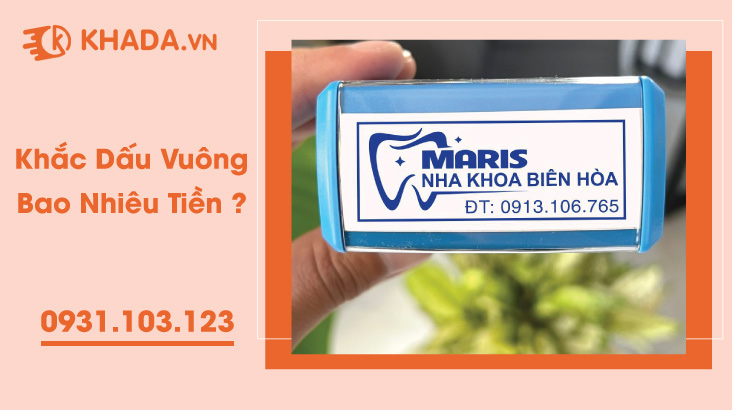 KHADA.VN
Khắc Dấu Vuông
Bao Nhiêu Tiền ?
0931.103.123
MARIS
NHA KHOA BIÊN HÒA
ĐT: 0913.106.765